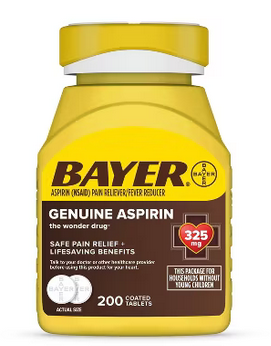 BAYER®
ASPIRIN (NSAID) PAIN RELIEVER/FEVER REDUCER
BAYER
GENUINE ASPIRIN
the wonder drug
325
mg
SAFE PAIN RELIEF +
LIFESAVING BENEFITS
Talk to your doctor or other healthcare provider
before using this product for your heart.
THIS PACKAGE FOR
HOUSEHOLDS WITHOUT
YOUNG CHILDREN
BAYER
ACTUAL SIZE
200 COATED
TABLETS